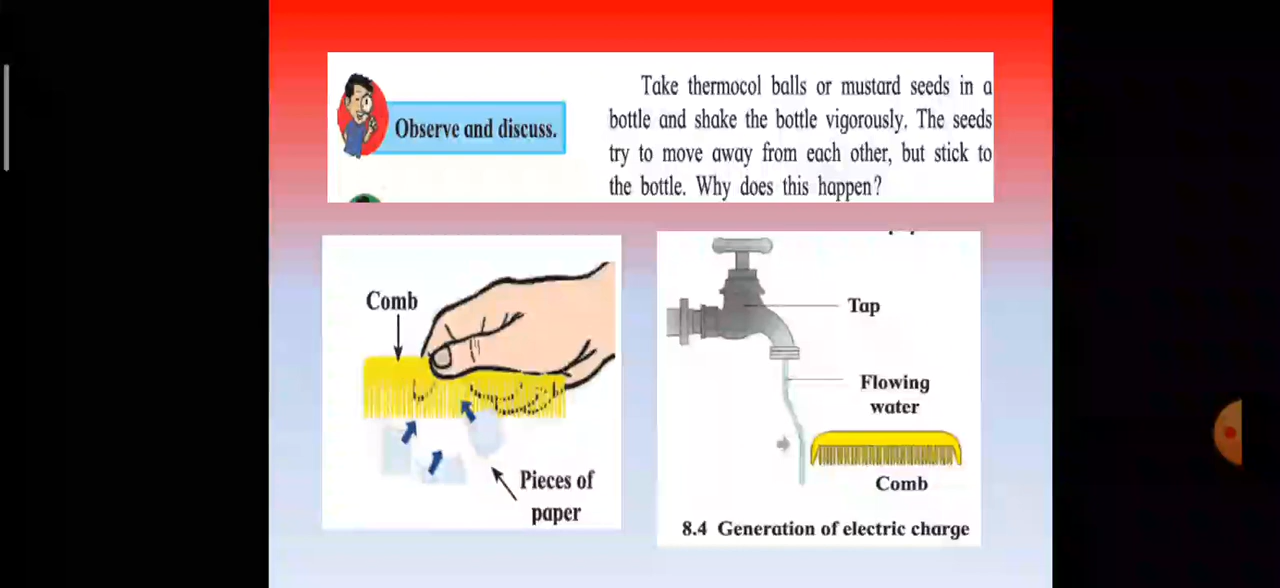 Take thermocol balls or mustard seeds in a
Observe and discuss.
bottle and shake the bottle vigorously. The seeds
try to move away from each other, but stick to
the bottle. Why does this happen?
Comb
Pieces of
paper
Tap
Flowing
water
Comb
8.4 Generation of electric charge